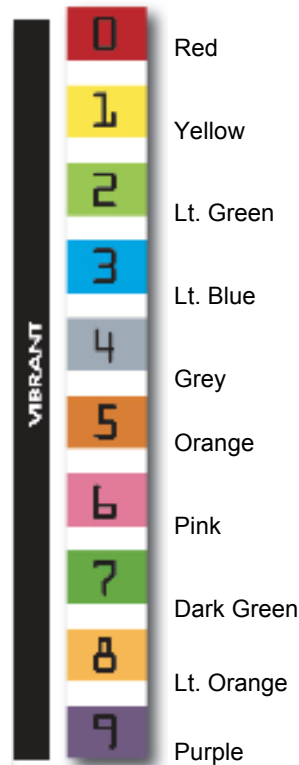 VIBRANT
0 Red
1 Yellow
2 Lt. Green
3 Lt. Blue
4 Grey
5 Orange
6 Pink
7 Dark Green
8 Lt. Orange
9 Purple